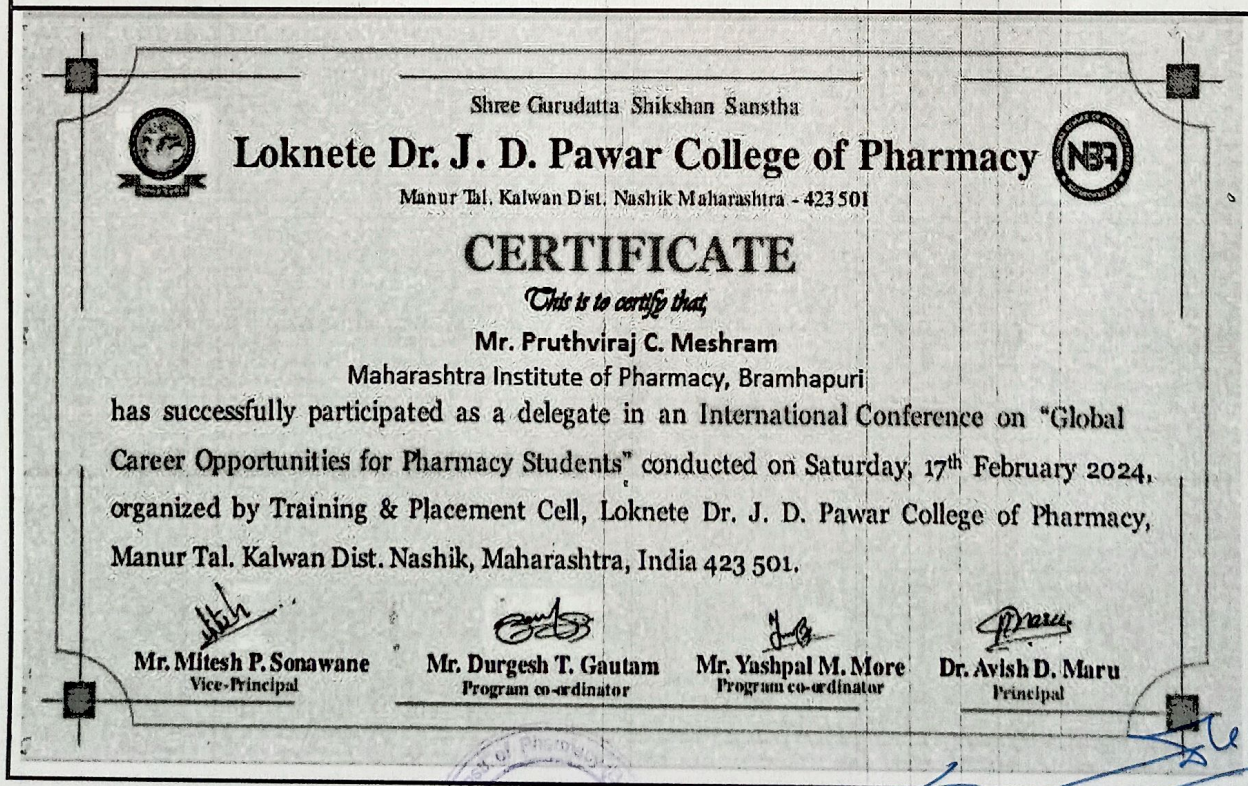 Shree Gurudatta Shikshan Sanstha
Loknete Dr. J. D. Pawar College of Pharmacy
NBA
Manur Tal. Kalwan Dist. Nashik Maharashtra - 423 501
CERTIFICATE
This is to certify that,
Mr. Pruthviraj C. Meshram
Maharashtra Institute of Pharmacy, Bramhapuri
has successfully participated as a delegate in an International Conference on "Global
Career Opportunities for Pharmacy Students" conducted on Saturday, 17th February 2024,
organized by Training & Placement Cell, Loknete Dr. J. D. Pawar College of Pharmacy,
Manur Tal. Kalwan Dist. Nashik, Maharashtra, India 423 501.
Mr. Mitesh P. Sonawane
Vice-Principal
Mr. Durgesh T. Gautam
Program co-ordinator
Mr. Yashpal M. More
Program co-ordinator
Dr. Avish D. Maru
Principal
of Pharmacy